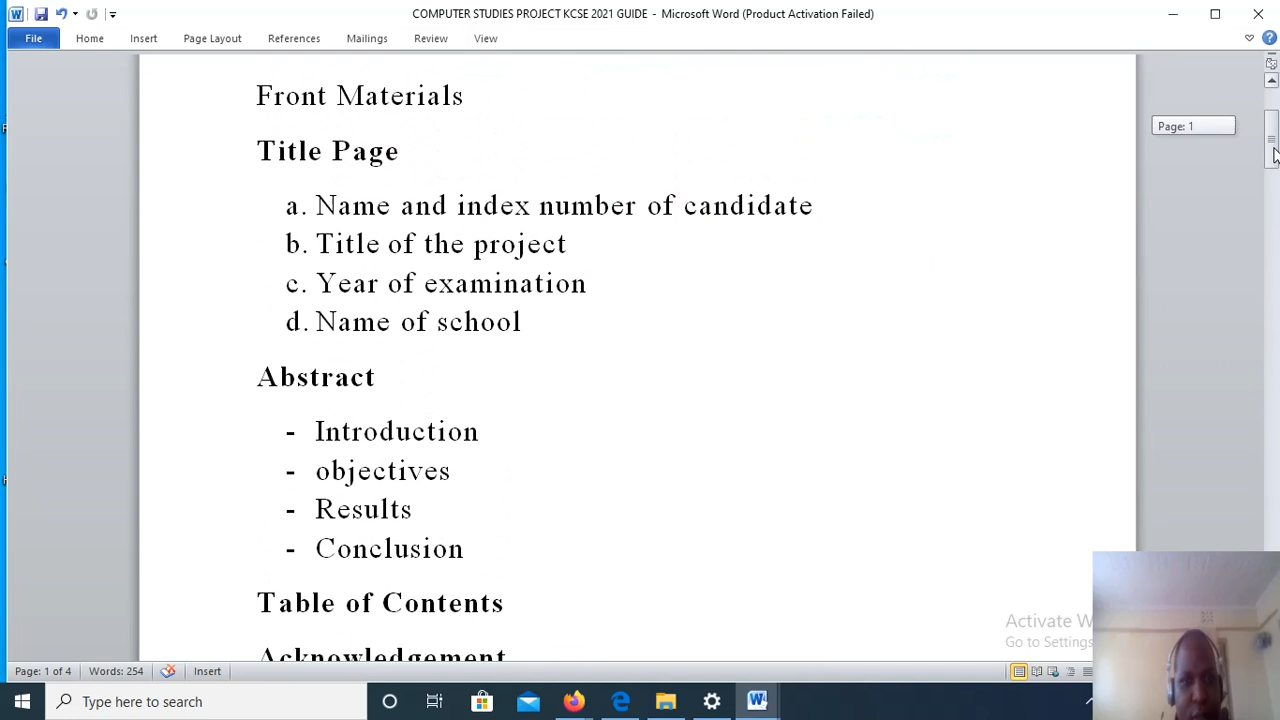 COMPUTER STUDIES PROJECT KCSE 2021 GUIDE - Microsoft Word (Product Activation Failed)
File Home Insert Page Layout References Mailings Review View
Front Materials
Page: 1
Title Page
a. Name and index number of candidate
b. Title of the project
c. Year of examination
d. Name of school
Abstract
- Introduction
- objectives
- Results
- Conclusion
Table of Contents
Activate W
Acknowledgement
Go to Settings
Page: 1 of 4 Words: 254 Insert
Type here to search